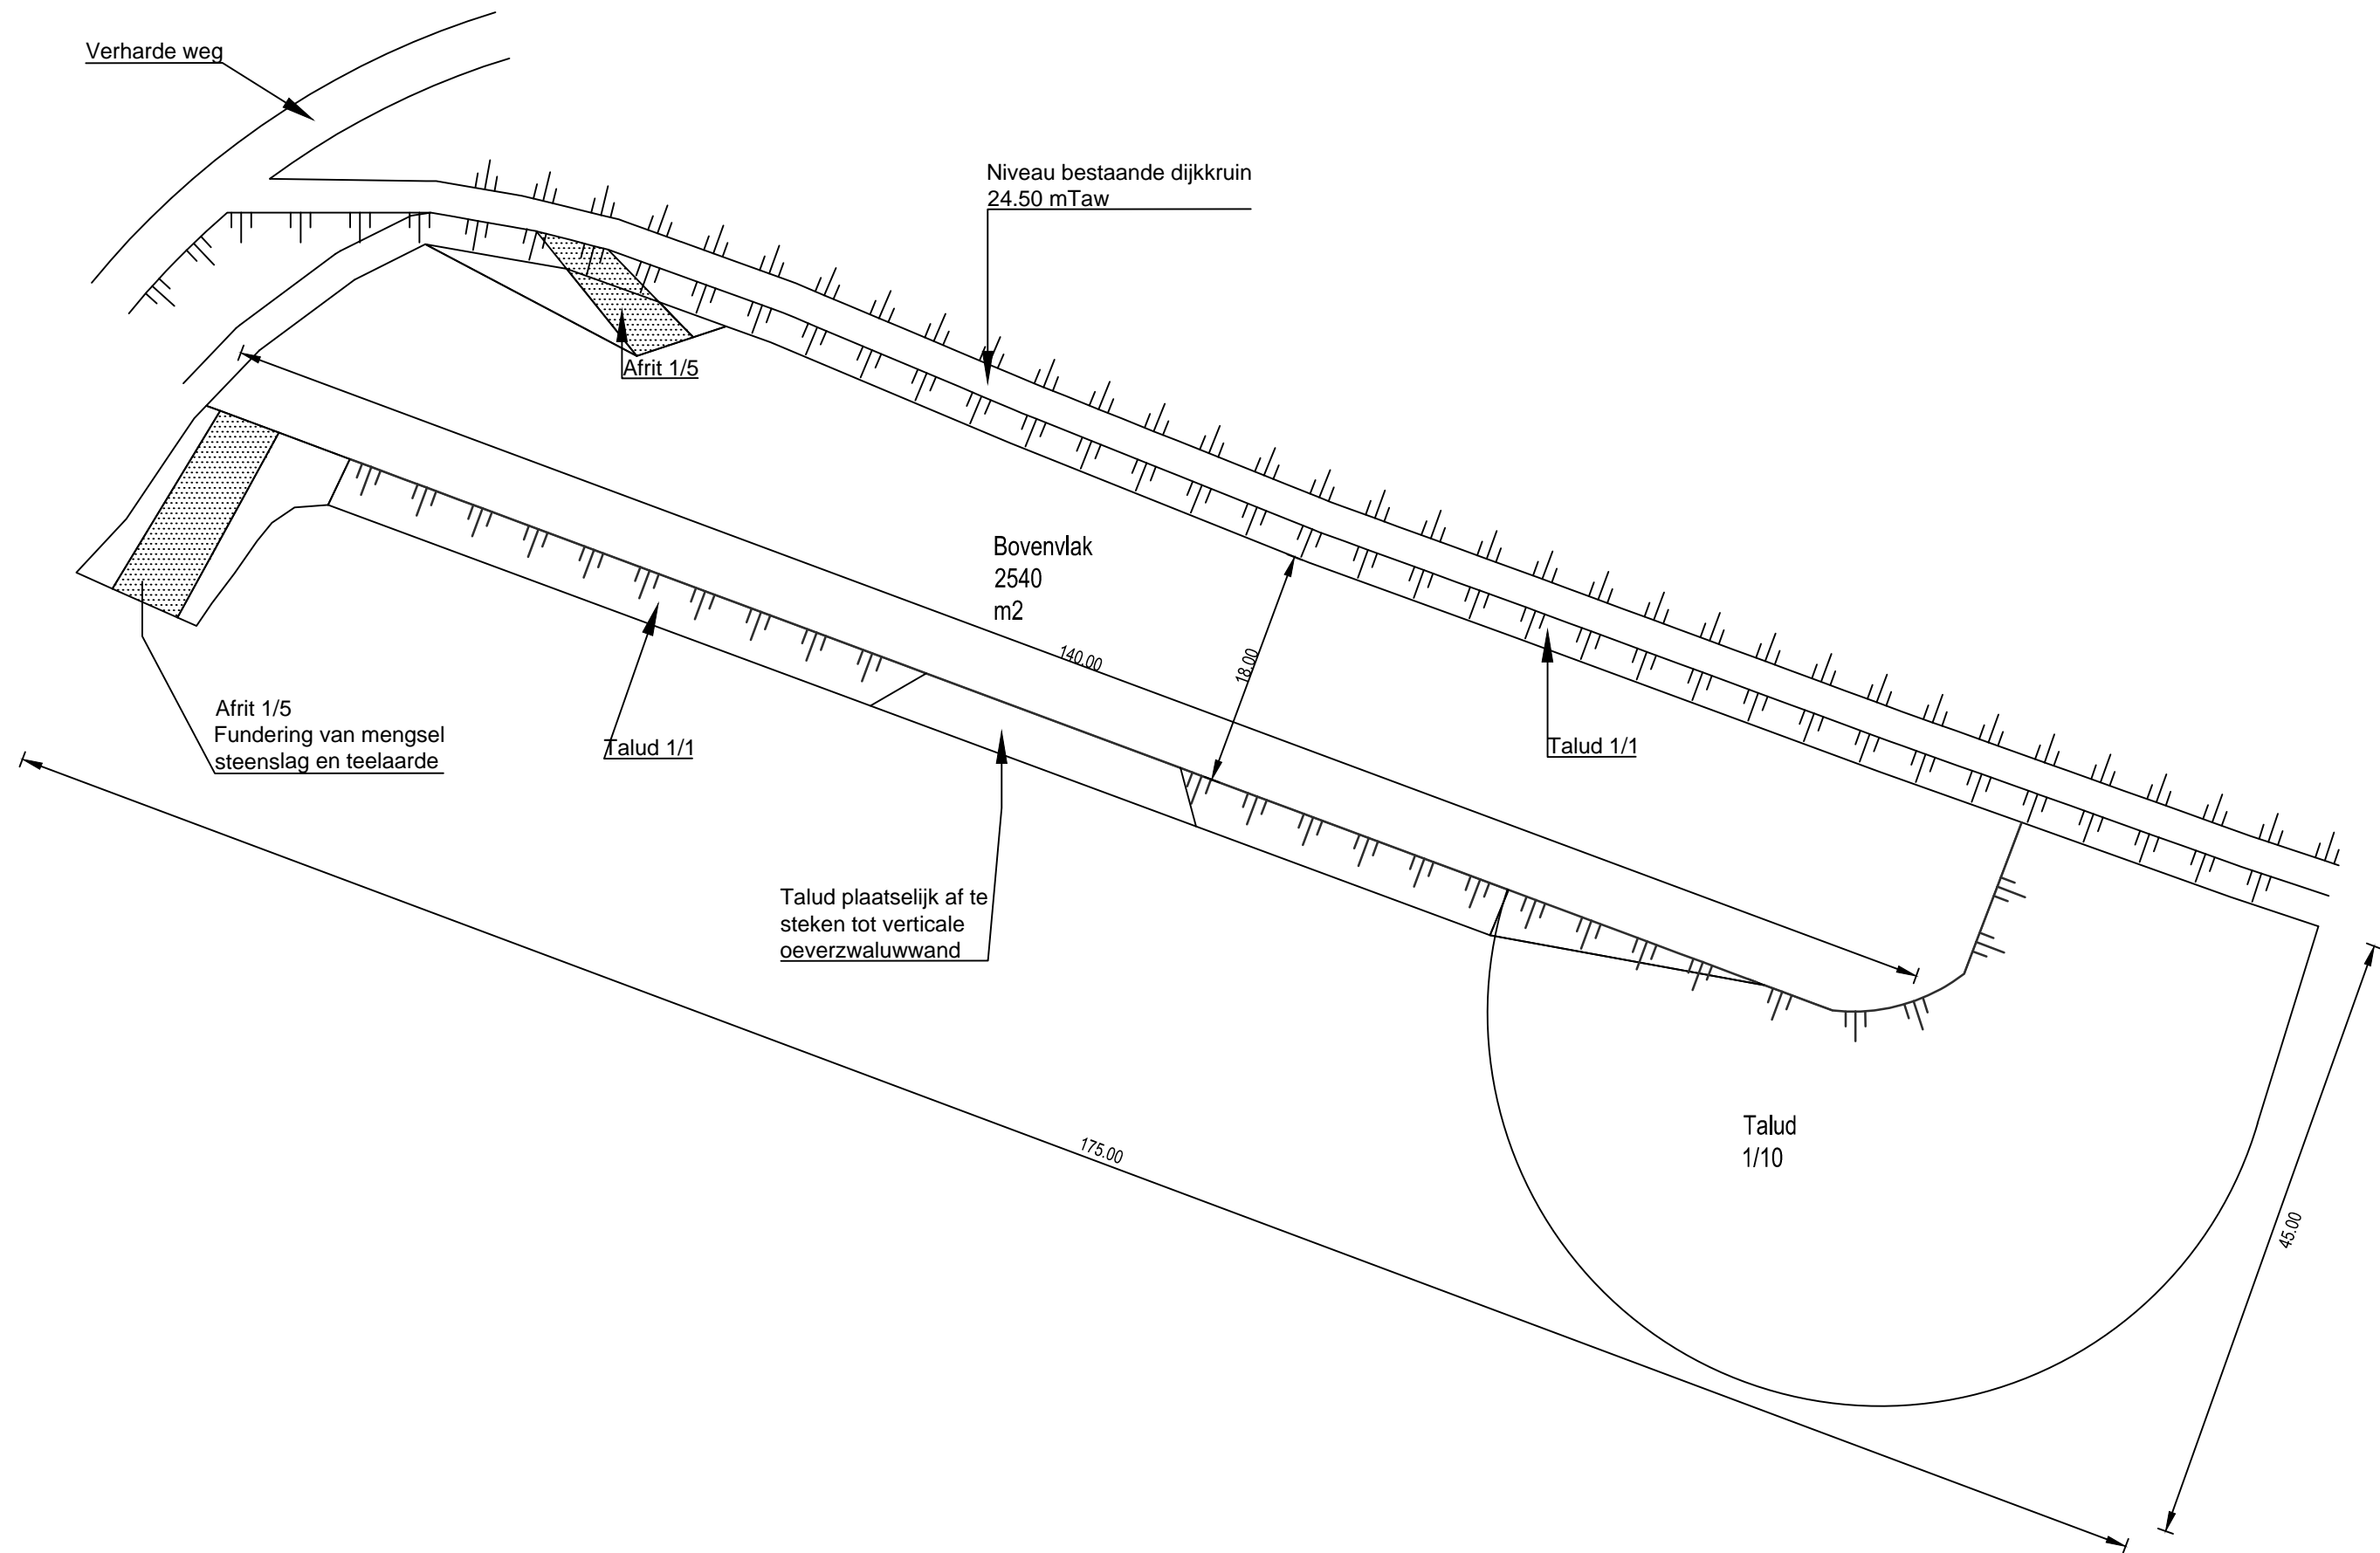 Verharde weg
Niveau bestaande dijkkruin
24.50 mTaw
Afrit 1/5
Bovenvlak
2540
m2
140.00
18.00
Afrit 1/5
Fundering van mengsel
steenslag en teelaarde
Talud 1/1
Talud 1/1
Talud plaatselijk af te
steken tot verticale
oeverzwaluwwand
175.00
Talud
1/10
45.00